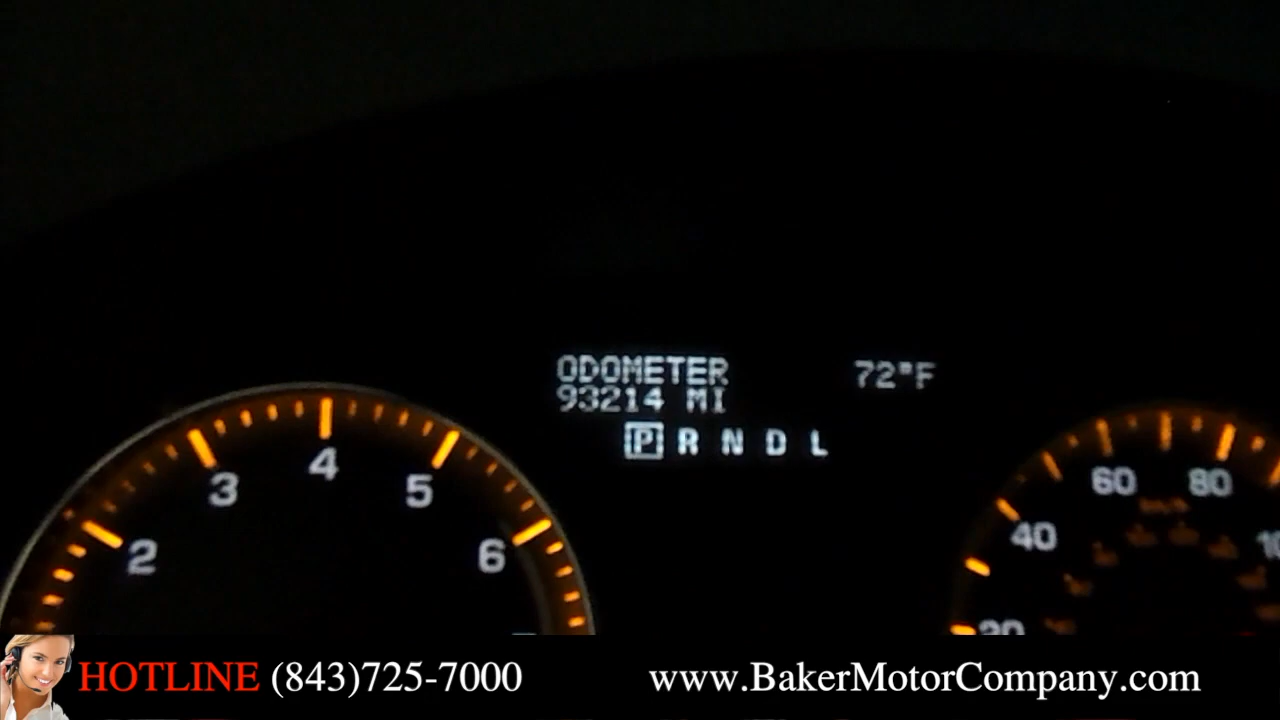 ODOMETER
93214 MI
72°F
P R N D L
2 3 4 5 6
20 40 60 80
HOTLINE (843)725-7000
www.BakerMotorCompany.com